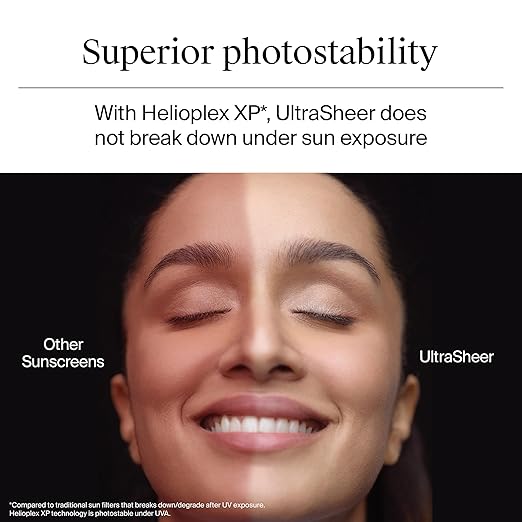 Superior photostability
With Helioplex XP*, UltraSheer does
not break down under sun exposure
Other
Sunscreens
UltraSheer
*Compared to traditional sun filters that breaks down/degrade after UV exposure.
Helioplex XP technology is photostable under UVA.